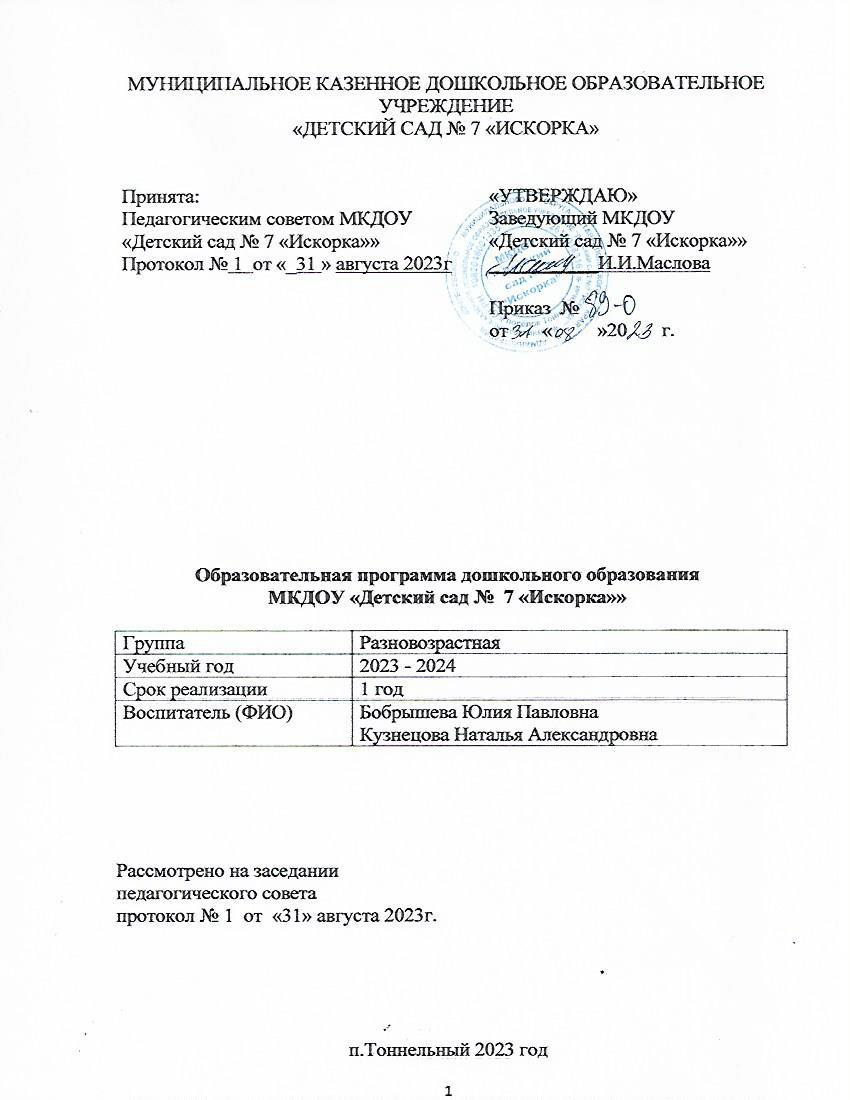 МУНИЦИПАЛЬНОЕ КАЗЕННОЕ ДОШКОЛЬНОЕ ОБРАЗОВАТЕЛЬНОЕ
УЧРЕЖДЕНИЕ
«ДЕТСКИЙ САД № 7 «ИСКОРКА»
Принята:
Педагогическим советом МКДОУ
«Детский сад № 7 «Искорка»»
Протокол № 1 от « 31 » августа 2023г
«УТВЕРЖДАЮ»
Заведующий МКДОУ
«Детский сад № 7 «Искорка»»
И.И.Маслова
Приказ № 89-О
от 31 «08 »2023 г.
Образовательная программа дошкольного образования
МКДОУ «Детский сад № 7 «Искорка»»
Группа Разновозрастная
Учебный год 2023 - 2024
Срок реализации 1 год
Воспитатель (ФИО) Бобрышева Юлия Павловна
Кузнецова Наталья Александровна
Рассмотрено на заседании
педагогического совета
протокол № 1 от «31» августа 2023г.
п.Тоннельный 2023 год
1